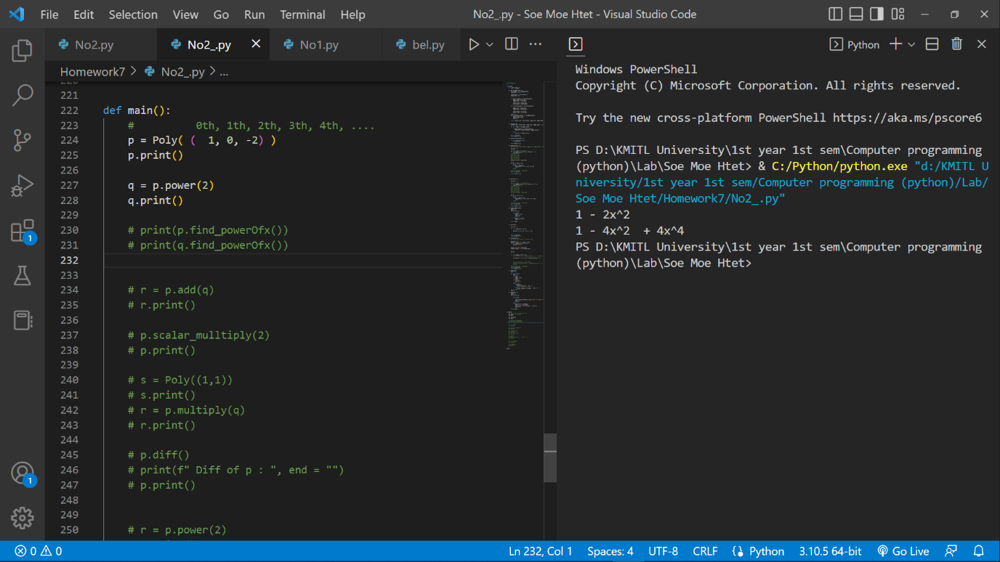 File Edit Selection View Go Run Terminal Help No2_.py - Soe Moe Htet - Visual Studio Code
No2.py No2_.py No1.py bel.py
Python
Homework7 > No2_.py > ...
220
221
222 def main():
223 # 0th, 1th, 2th, 3th, 4th, ....
224 p = Poly( ( 1, 0, -2) )
225 p.print()
226
227 q = p.power(2)
228 q.print()
229
230 # print(p.find_powerOfx())
231 # print(q.find_powerOfx())
232
233
234 # r = p.add(q)
235 # r.print()
236
237 # p.scalar_mulltiply(2)
238 # p.print()
239
240 # s = Poly((1,1))
241 # s.print()
242 # r = p.multiply(q)
243 # r.print()
244
245 # p.diff()
246 # print(f" Diff of p : ", end = "")
247 # p.print()
248
249
250 # r = p.power(2)
Windows PowerShell
Copyright (C) Microsoft Corporation. All rights reserved.
Try the new cross-platform PowerShell https://aka.ms/pscore6
PS D:\KMITL University\1st year 1st sem\Computer programming
(python)\Lab\Soe Moe Htet> & C:/Python/python.exe "d:/KMITL U
niversity/1st year 1st sem/Computer programming (python)/Lab/
Soe Moe Htet/Homework7/No2_.py"
1 - 2x^2
1 - 4x^2  + 4x^4
PS D:\KMITL University\1st year 1st sem\Computer programming
(python)\Lab\Soe Moe Htet>
1
1
0 0 Ln 232, Col 1 Spaces: 4 UTF-8 CRLF Python 3.10.5 64-bit Go Live